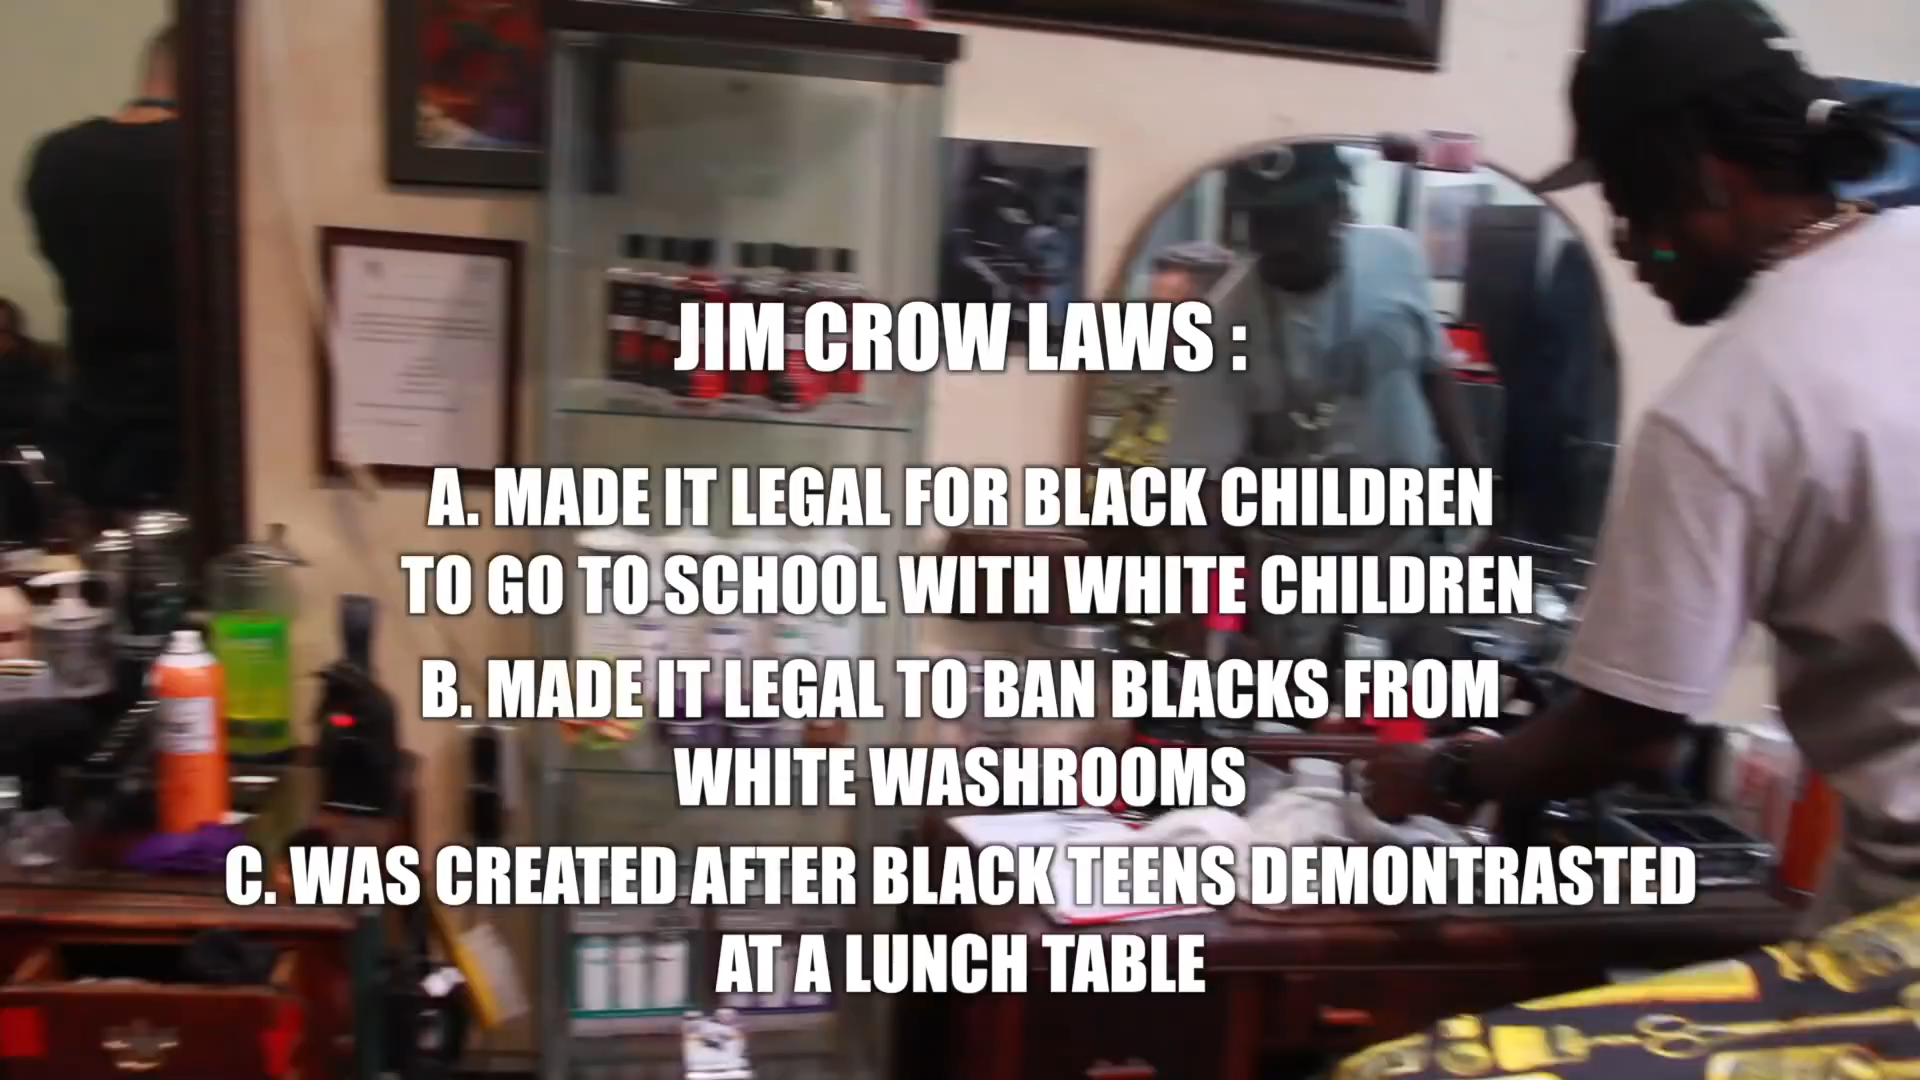 JIM CROW LAWS :
A. MADE IT LEGAL FOR BLACK CHILDREN
TO GO TO SCHOOL WITH WHITE CHILDREN
B. MADE IT LEGAL TO BAN BLACKS FROM
WHITE WASHROOMS
C. WAS CREATED AFTER BLACK TEENS DEMONTRASTED
AT A LUNCH TABLE